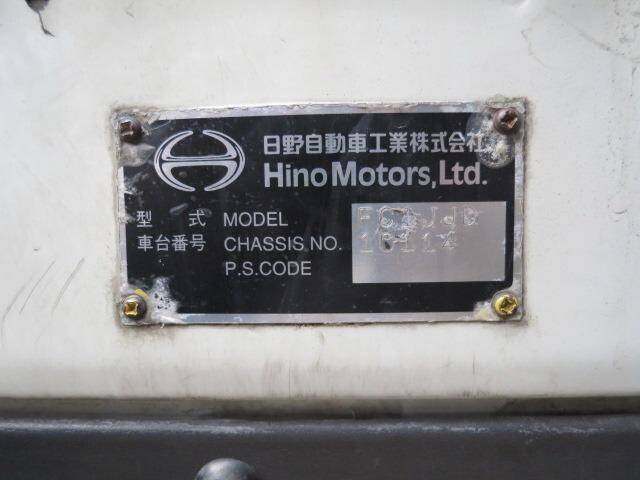 日野自動車工業株式会社
Hino Motors, Ltd.
型 式 MODEL
車台番号 CHASSIS NO. 10114
P.S.CODE